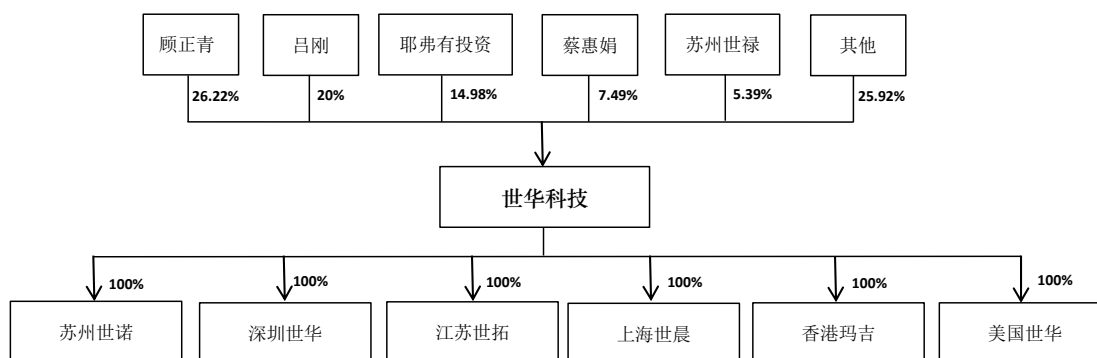 顾正青
吕刚
耶弗有投资
蔡惠娟
苏州世禄
其他
26.22%
20%
14.98%
7.49%
5.39%
25.92%
世华科技
100%
100%
100%
100%
100%
100%
苏州世诺
深圳世华
江苏世拓
上海世晨
香港玛吉
美国世华